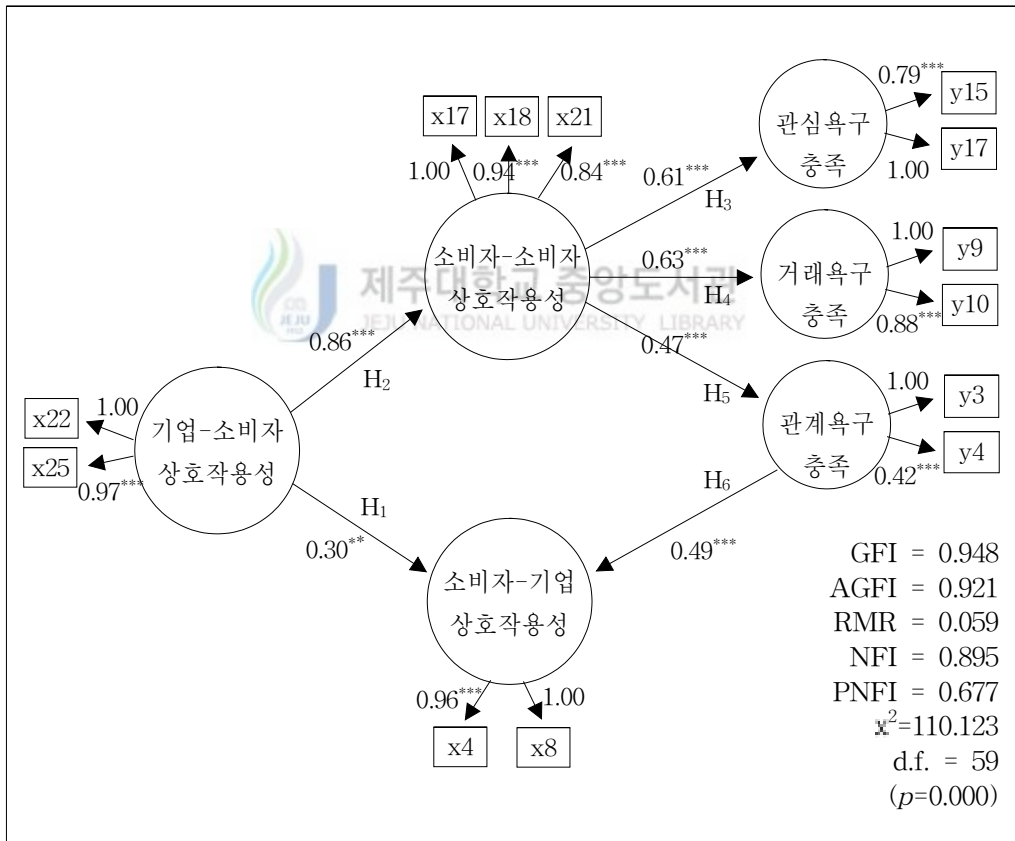 0.79***
y15
x17
x18
x21
관심욕구
충족
y17
1.00
1.00
0.94***
0.84***
0.61***
H3
1.00
y9
소비자-소비자
상호작용성
0.63***
H4
거래욕구
충족
y10
0.88***
제주대학교 중앙도서관
JEJU NATIONAL UNIVERSITY LIBRARY
JEJU
1952
0.86***
H2
0.47***
H5
1.00
y3
x22
1.00
기업-소비자
상호작용성
관계욕구
충족
y4
0.42***
x25
0.97***
H6
H1
0.30**
0.49***
소비자-기업
상호작용성
0.96***
1.00
x4
x8
GFI = 0.948
AGFI = 0.921
RMR = 0.059
NFI = 0.895
PNFI = 0.677
x²=110.123
d.f. = 59
(p=0.000)